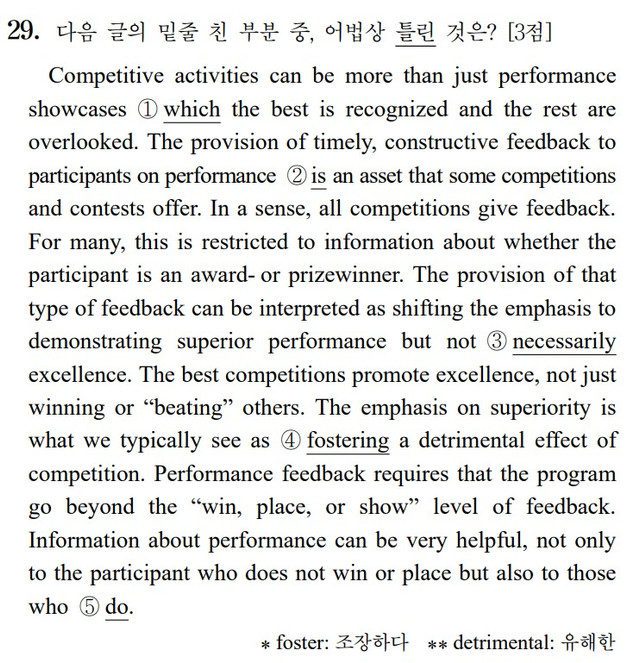 29. 다음 글의 밑줄 친 부분 중, 어법상 틀린 것은? [3점]
Competitive activities can be more than just performance
showcases ① which the best is recognized and the rest are
overlooked. The provision of timely, constructive feedback to
participants on performance ② is an asset that some competitions
and contests offer. In a sense, all competitions give feedback.
For many, this is restricted to information about whether the
participant is an award- or prizewinner. The provision of that
type of feedback can be interpreted as shifting the emphasis to
demonstrating superior performance but not ③ necessarily
excellence. The best competitions promote excellence, not just
winning or “beating” others. The emphasis on superiority is
what we typically see as ④ fostering a detrimental effect of
competition. Performance feedback requires that the program
go beyond the “win, place, or show” level of feedback.
Information about performance can be very helpful, not only
to the participant who does not win or place but also to those
who ⑤ do.
* foster: 조장하다 ** detrimental: 유해한